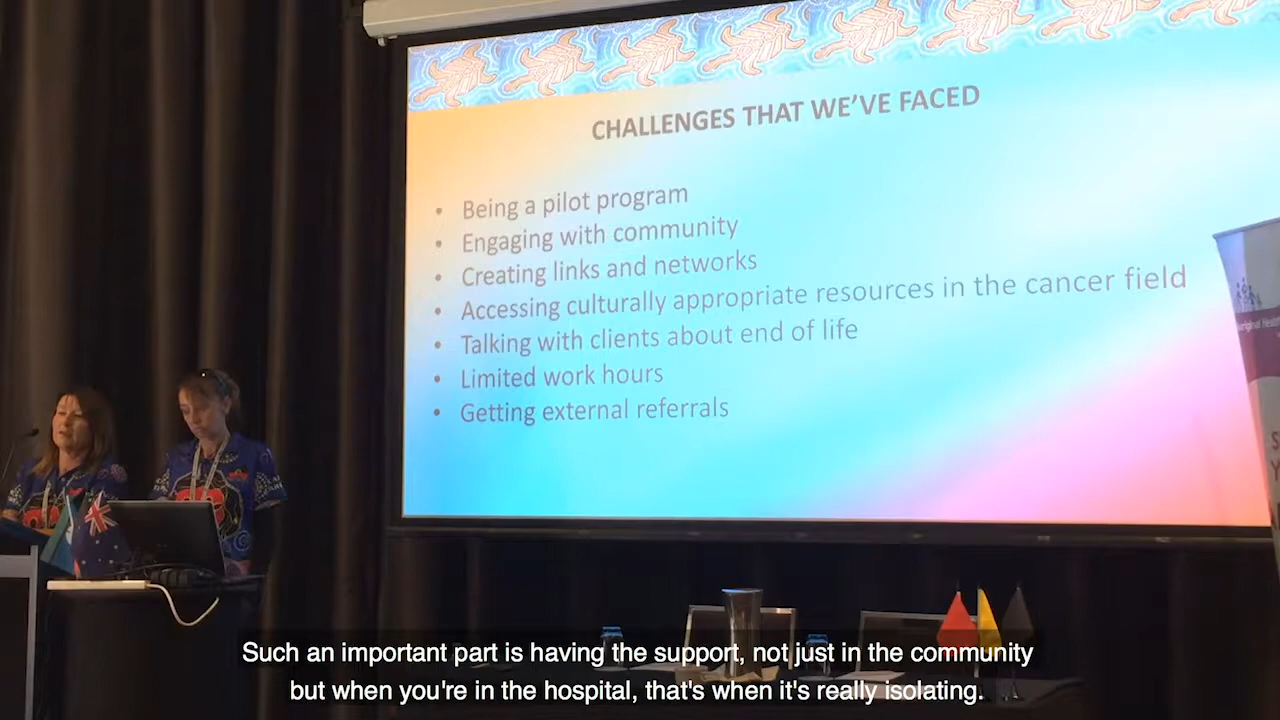 CHALLENGES THAT WE'VE FACED
• Being a pilot program
• Engaging with community
• Creating links and networks
• Accessing culturally appropriate resources in the cancer field
• Talking with clients about end of life
• Limited work hours
• Getting external referrals
Such an important part is having the support, not just in the community
but when you're in the hospital, that's when it's really isolating.